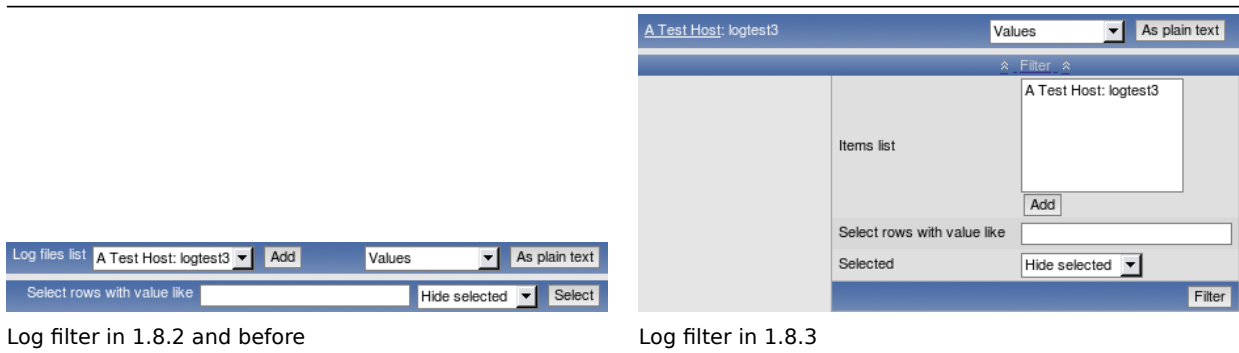 Log files list A Test Host: logtest3 Add Values As plain text
Select rows with value like Hide selected Select
Log filter in 1.8.2 and before
A Test Host: logtest3 Values As plain text
Filter
A Test Host: logtest3
Items list
Add
Select rows with value like
Selected Hide selected
Filter
Log filter in 1.8.3